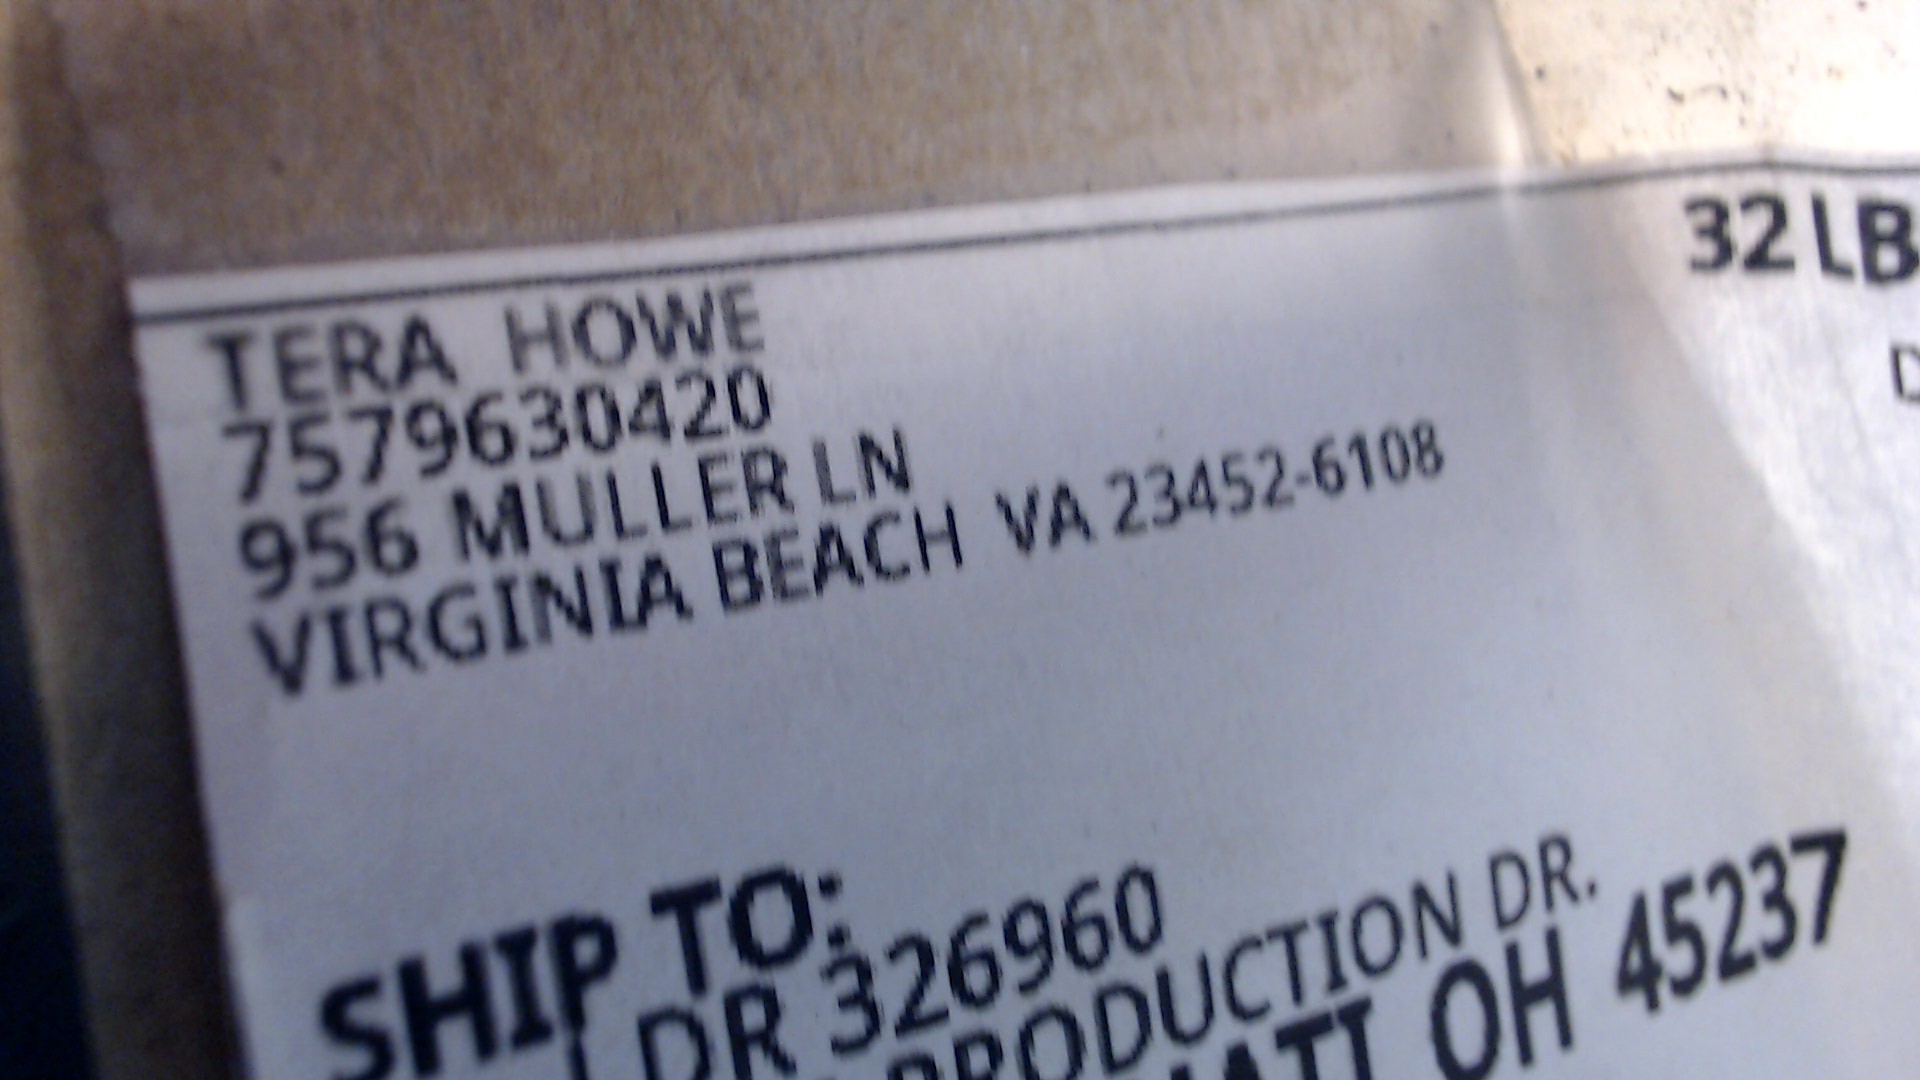 32 LB
TERA HOWE
7579630420
956 MULLER LN
VIRGINIA BEACH VA 23452-6108
SHIP TO:
DR 326960
PRODUCTION DR.
OH 45237